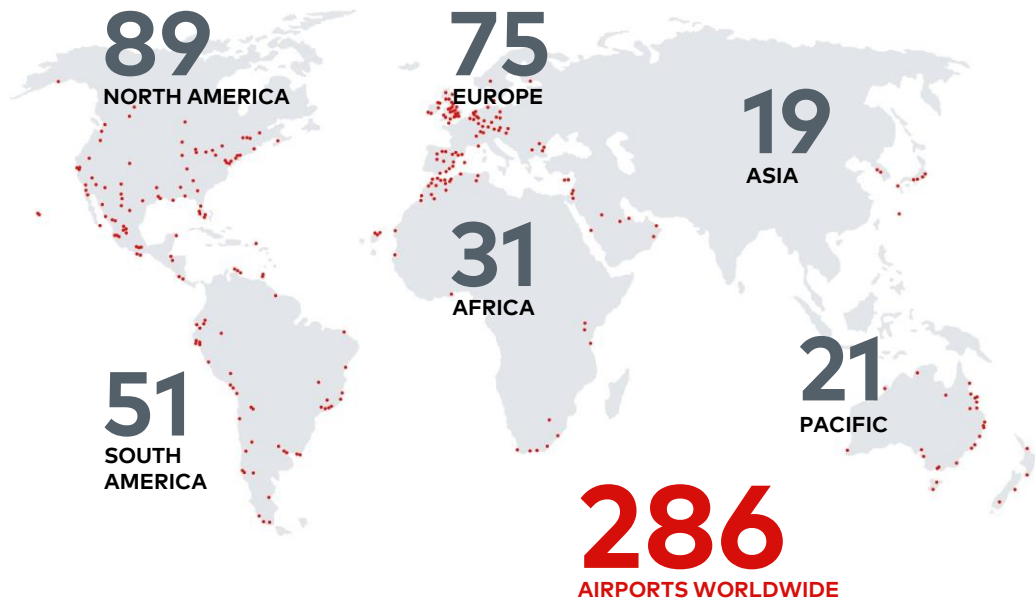 89
NORTH AMERICA
75
EUROPE
19
ASIA
31
AFRICA
51
SOUTH
AMERICA
21
PACIFIC
286
AIRPORTS WORLDWIDE